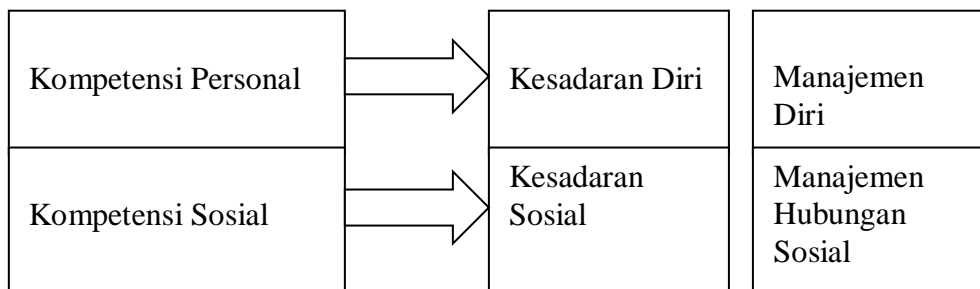 Kompetensi Personal
Kesadaran Diri
Manajemen
Diri
Kompetensi Sosial
Kesadaran
Sosial
Manajemen
Hubungan
Sosial